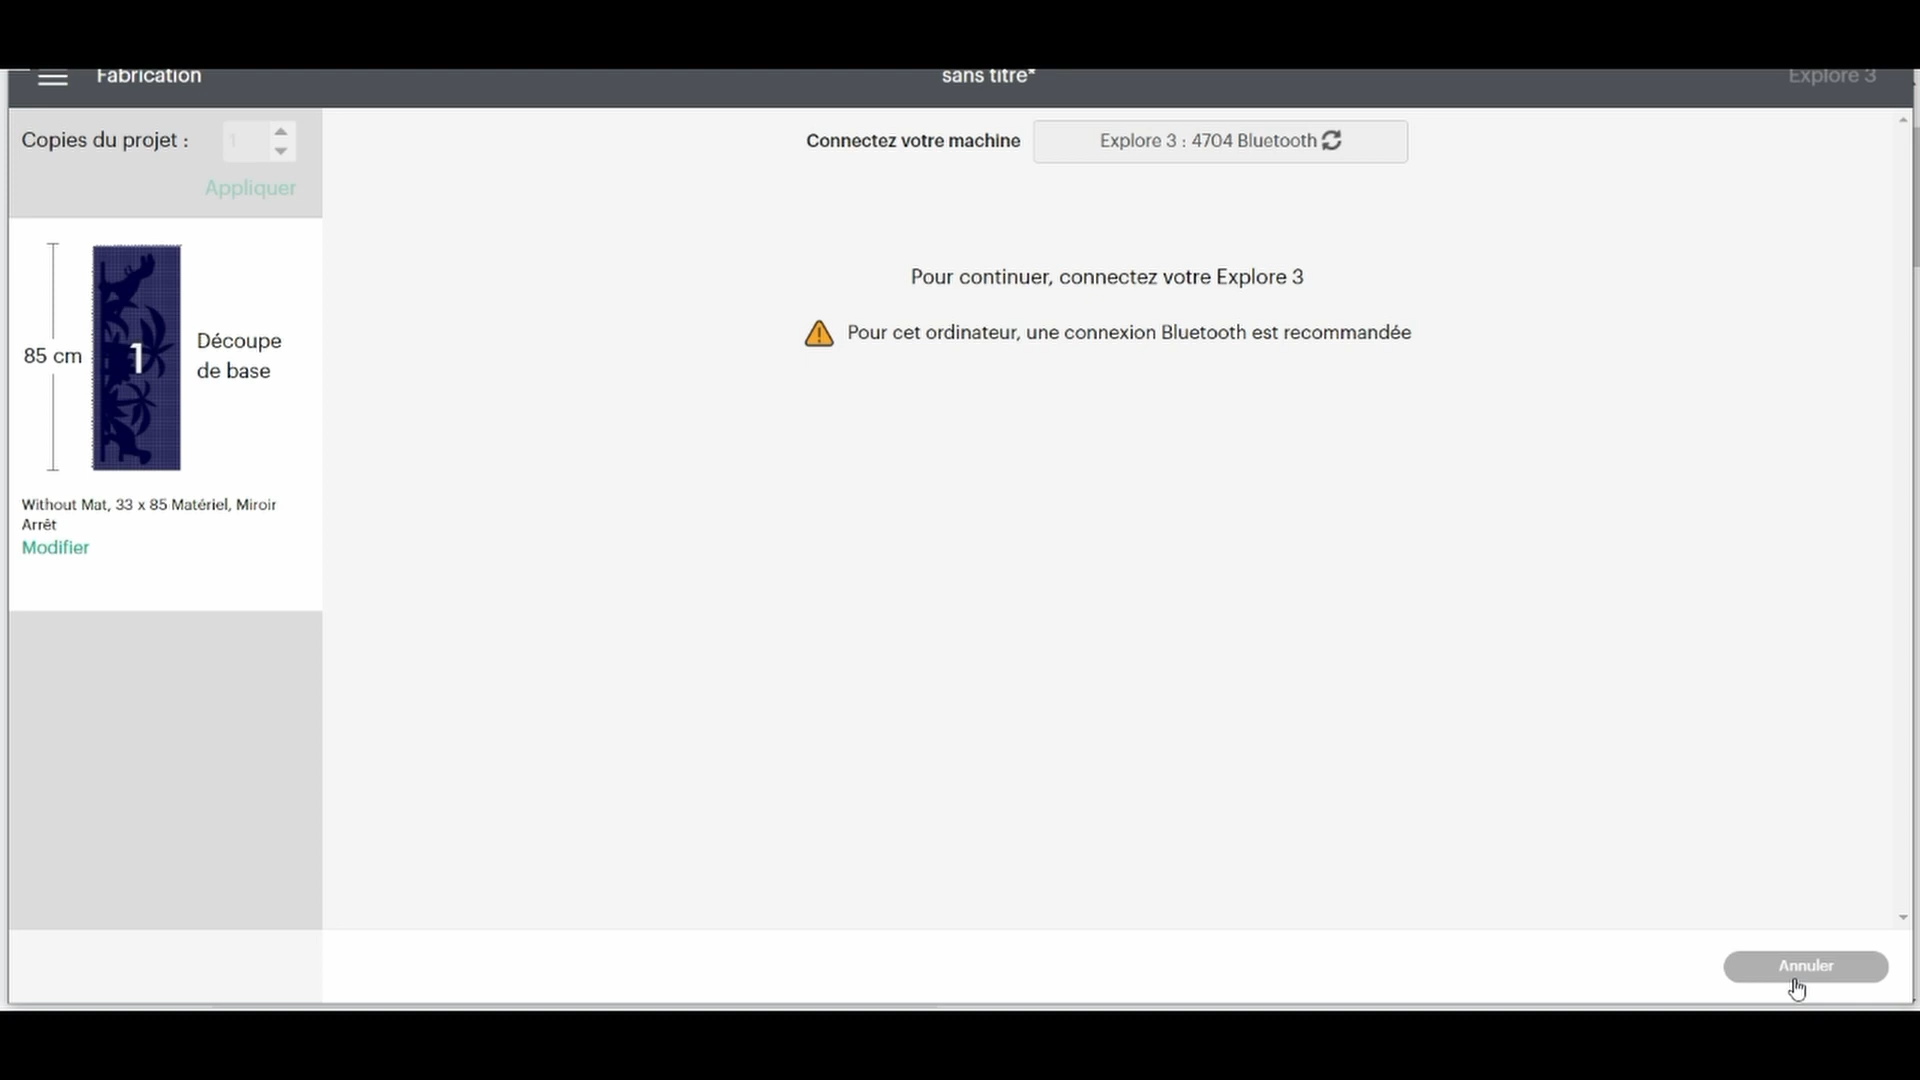 Fabrication
sans titre*
Explore 3
Copies du projet :
1
Appliquer
Connectez votre machine
Explore 3 : 4704 Bluetooth
Pour continuer, connectez votre Explore 3
Pour cet ordinateur, une connexion Bluetooth est recommandée
85 cm
1
Découpe
de base
Without Mat, 33 x 85 Matériel, Miroir
Arrêt
Modifier
Annuler